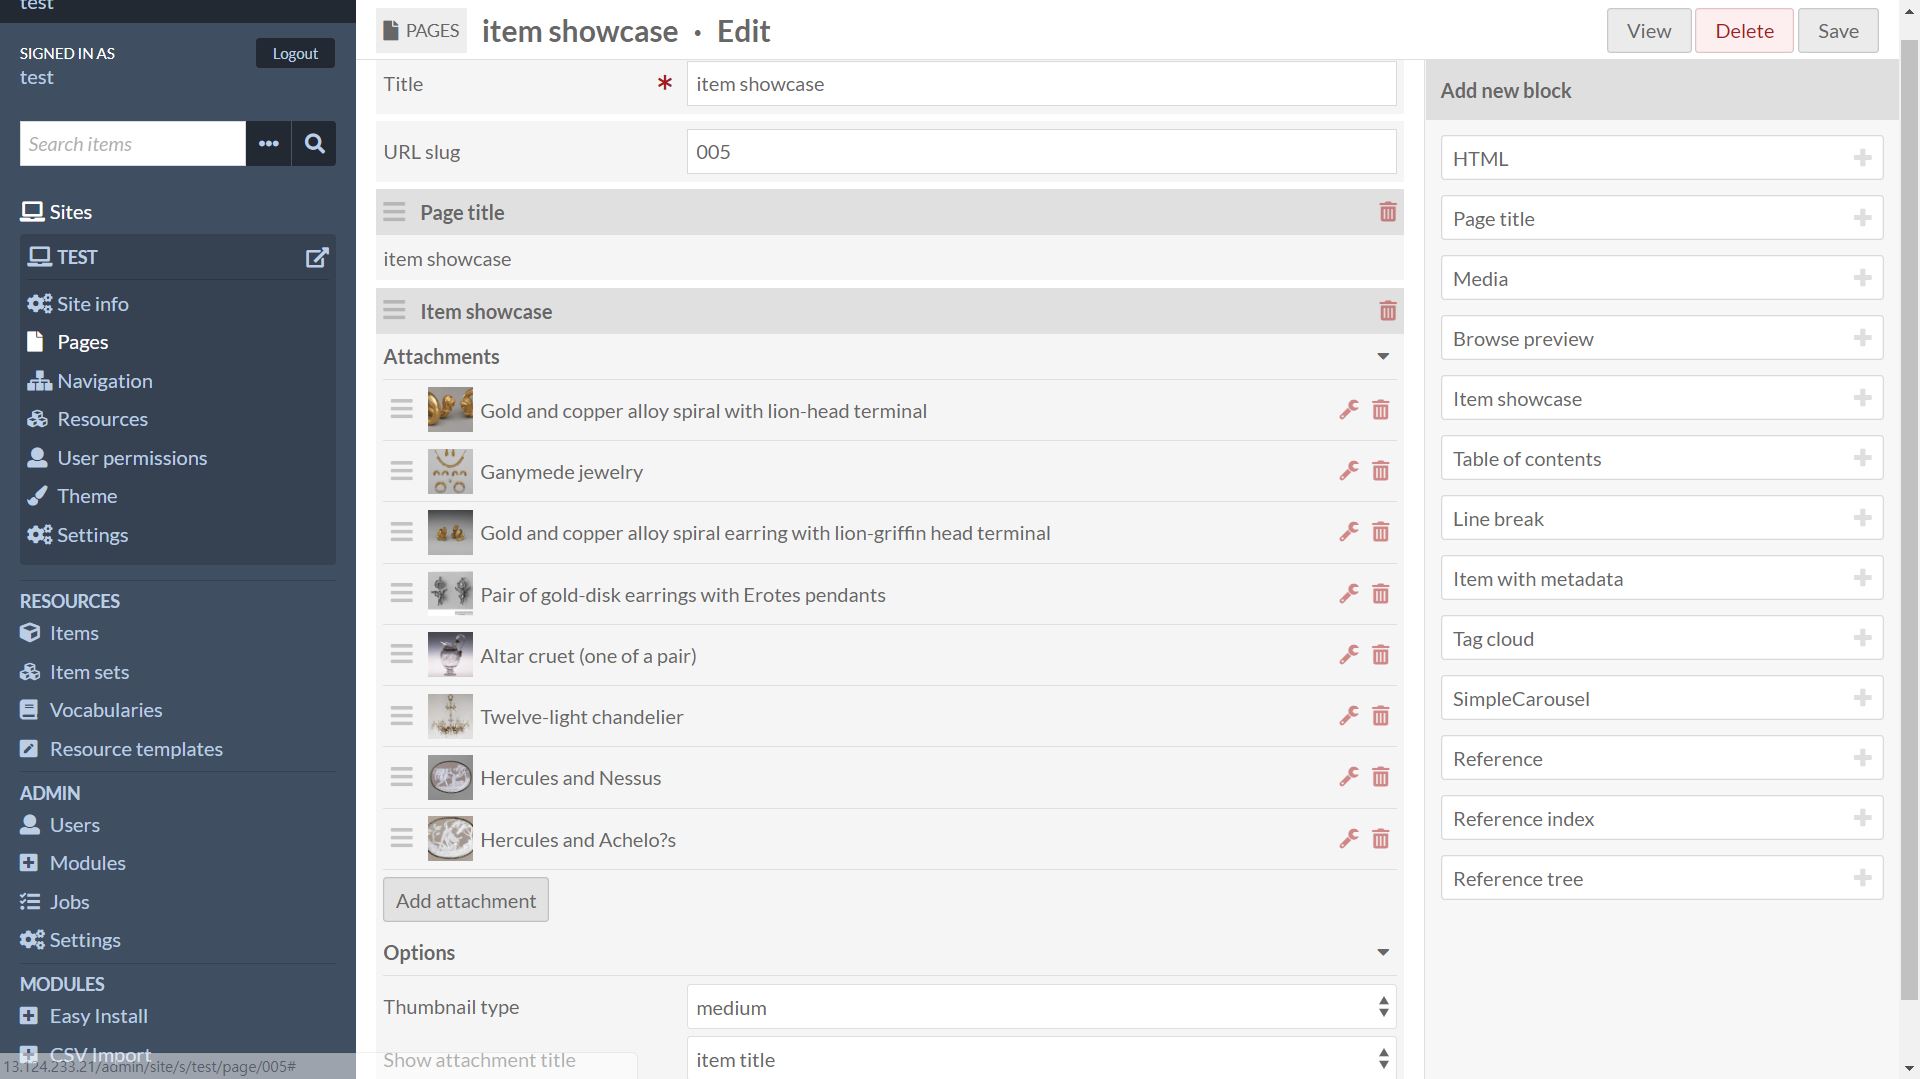 test
SIGNED IN AS
test
Logout
Search items
Sites
TEST
Site info
Pages
Navigation
Resources
User permissions
Theme
Settings
RESOURCES
Items
Item sets
Vocabularies
Resource templates
ADMIN
Users
Modules
Jobs
Settings
MODULES
Easy Install
CSV Import
13.124.233.21/admin/site/s/test/page/005#
PAGES item showcase · Edit
View
Delete
Save
Title * item showcase
URL slug 005
Page title
item showcase
Item showcase
Attachments
Gold and copper alloy spiral with lion-head terminal
Ganymede jewelry
Gold and copper alloy spiral earring with lion-griffin head terminal
Pair of gold-disk earrings with Erotes pendants
Altar cruet (one of a pair)
Twelve-light chandelier
Hercules and Nessus
Hercules and Achelo?s
Add attachment
Options
Thumbnail type medium
Show attachment title item title
Add new block
HTML
Page title
Media
Browse preview
Item showcase
Table of contents
Line break
Item with metadata
Tag cloud
SimpleCarousel
Reference
Reference index
Reference tree